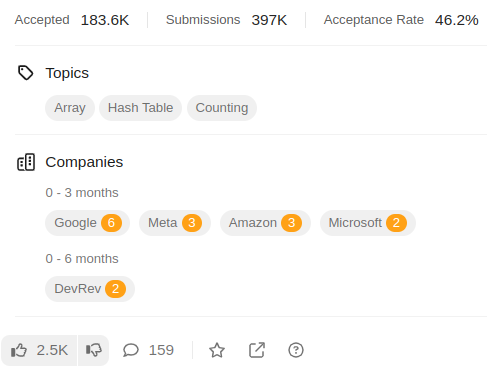 Accepted 183.6K Submissions 397K Acceptance Rate 46.2%
Topics
Array Hash Table Counting
Companies
0 - 3 months
Google 6 Meta 3 Amazon 3 Microsoft 2
0 - 6 months
DevRev 2
2.5K 159